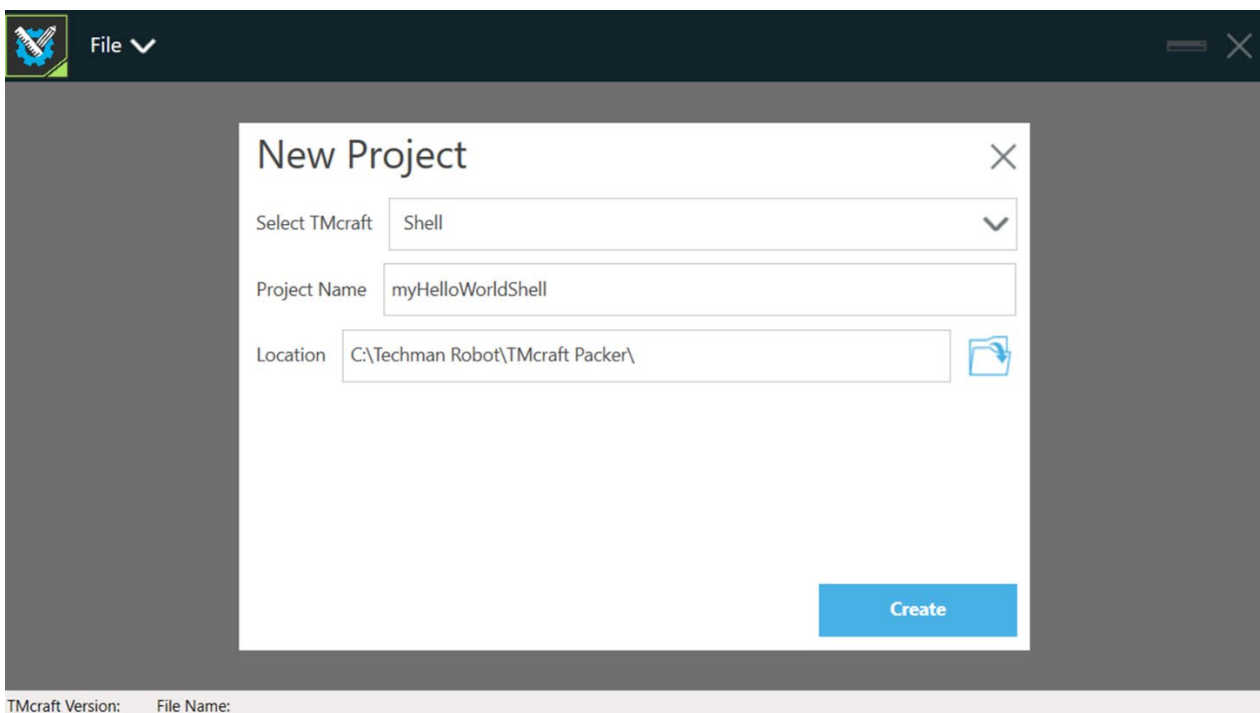 File
New Project
Select TMcraft Shell
Project Name myHelloWorldShell
Location C:\Techman Robot\TMcraft Packer\
Create
TMcraft Version: File Name: